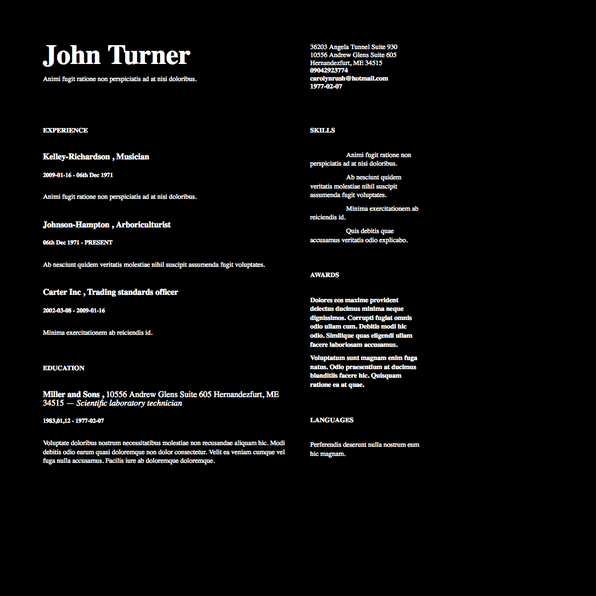 John Turner
Animi fugit ratione non perspiciatis ad at nisi doloribus.
36203 Angela Tunnel Suite 930
10556 Andrew Glens Suite 605
Hernandezfurt, ME 34515
09042923774
carolynrush@hotmail.com
1977-02-07
EXPERIENCE
Kelley-Richardson , Musician
2009-01-16 - 06th Dec 1971
Animi fugit ratione non perspiciatis ad at nisi doloribus.
Johnson-Hampton , Arboriculturist
06th Dec 1971 - PRESENT
Ab nesciunt quidem veritatis molestiae nihil suscipit assumenda fugit voluptates.
Carter Inc , Trading standards officer
2002-03-08 - 2009-01-16
Minima exercitationem ab reiciendis id.
EDUCATION
Miller and Sons , 10556 Andrew Glens Suite 605 Hernandezfurt, ME
34515 — Scientific laboratory technician
1983,01,12 - 1977-02-07
Voluptate doloribus nostrum necessitatibus molestiae non recusandae aliquam hic. Modi
debitis odio earum quasi doloremque non dolor consectetur. Velit ea veniam cumque vel
fuga nulla accusamus. Facilis iure ab doloremque doloremque.
SKILLS
Animi fugit ratione non
perspiciatis ad at nisi doloribus.
Ab nesciunt quidem
veritatis molestiae nihil suscipit
assumenda fugit voluptates.
Minima exercitationem ab
reiciendis id.
Quis debitis quae
accusamus veritatis odio explicabo.
AWARDS
Dolores eos maxime provident
delectus ducimus minima neque
dignissimos. Corrupti fugiat omnis
odio ullam cum. Debitis modi hic
odio. Similique quas eligendi ullam
facere laboriosam accusamus.
Voluptatum sunt magnam enim fuga
natus. Odio praesentium at ducimus
blanditiis facere hic. Quisquam
ratione ea at quae.
LANGUAGES
Perferendis deserunt nulla nostrum eum
hic magnam.